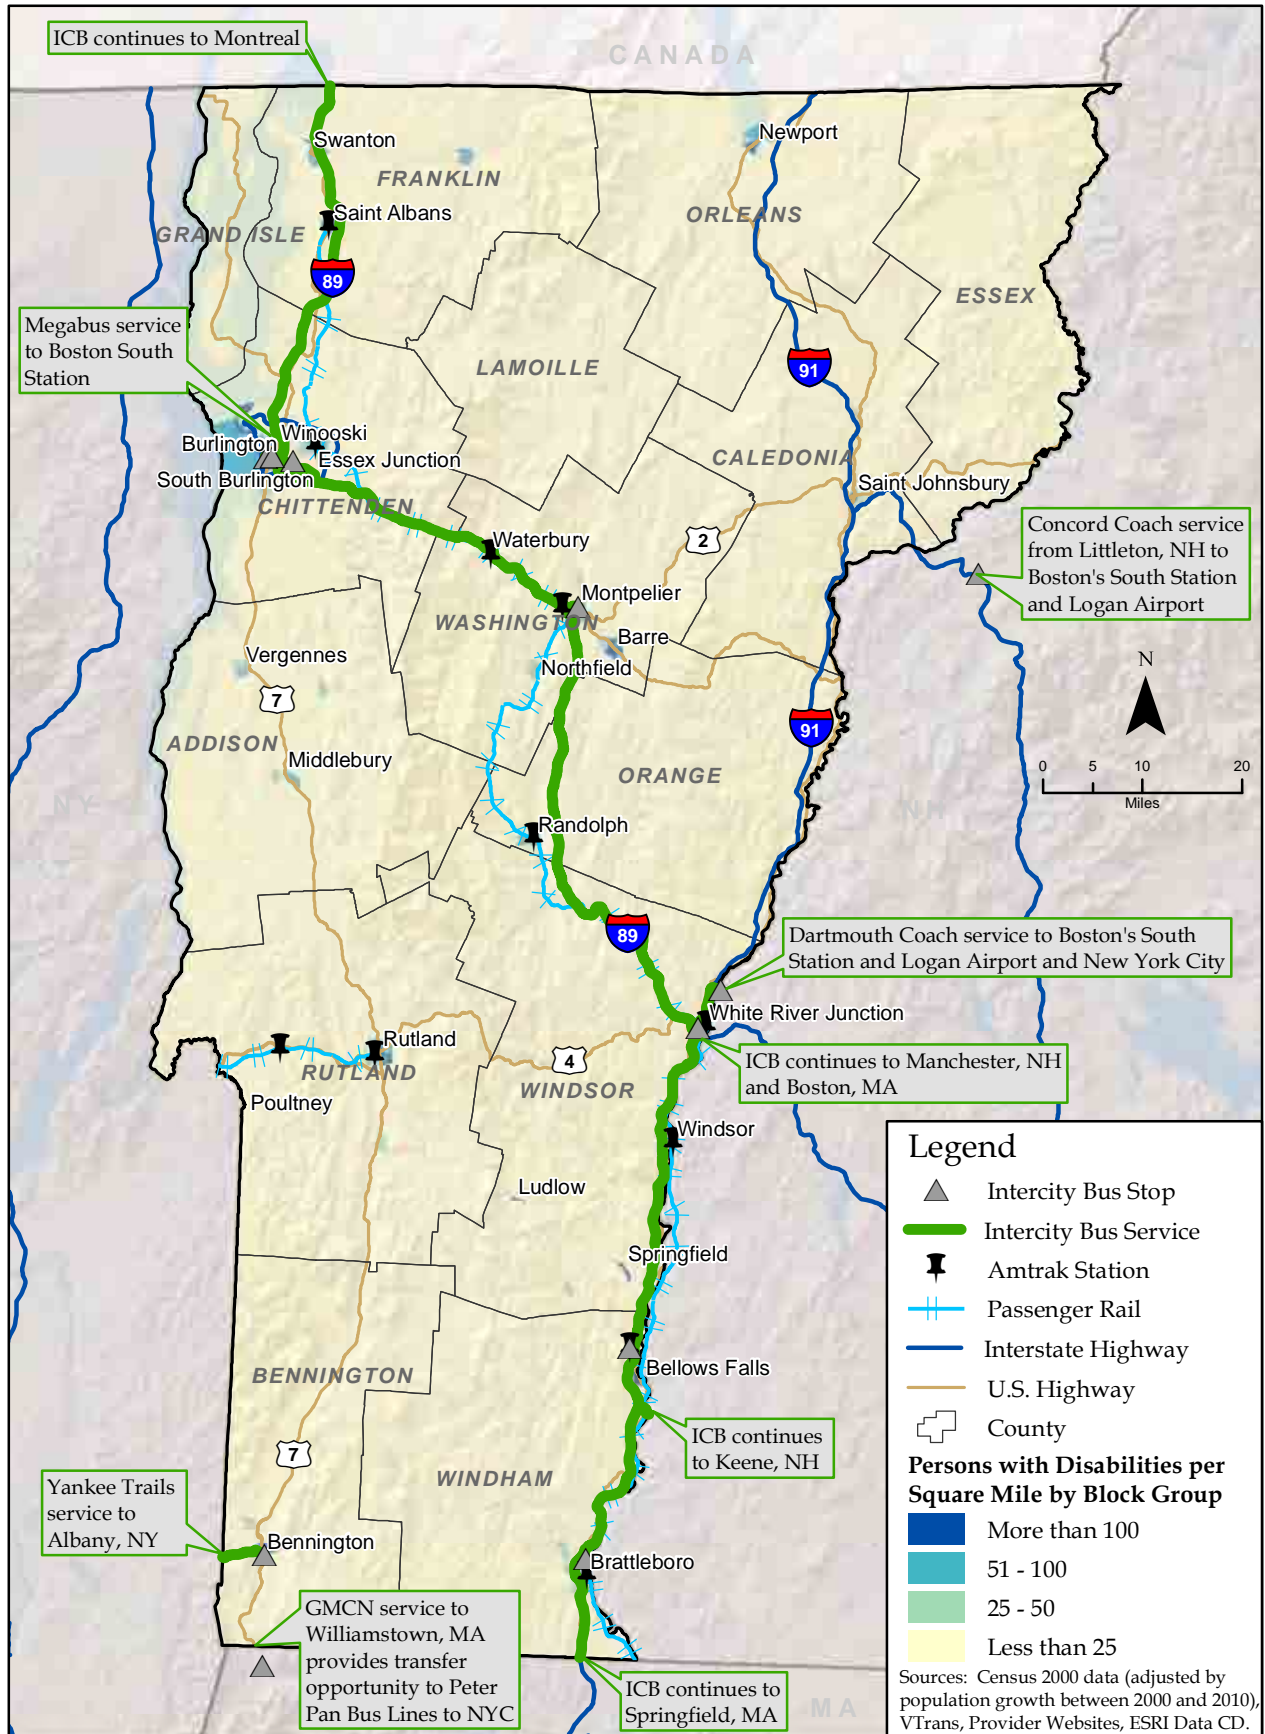 CANADA
ICB continues to Montreal
Swanton
Newport
FRANKLIN
Saint Albans
ORLEANS
GRAND ISLE
89
ESSEX
Megabus service
to Boston South
Station
LAMOILLE
91
Winooski
Burlington
Essex Junction
South Burlington
CALEDONIA
Saint Johnsbury
CHITTENDEN
Waterbury
2
Concord Coach service
from Littleton, NH to
Boston's South Station
and Logan Airport
Montpelier
WASHINGTON
Barre
Northfield
Vergennes
N
7
91
ADDISON
Middlebury
ORANGE
0 5 10 20
Miles
NY
NH
Randolph
89
Dartmouth Coach service to Boston's South
Station and Logan Airport and New York City
White River Junction
Rutland
4
RUTLAND
WINDSOR
ICB continues to Manchester, NH
and Boston, MA
Poultney
Windsor
Ludlow
Springfield
BENNINGTON
Bellows Falls
ICB continues
to Keene, NH
7
WINDHAM
Yankee Trails
service to
Albany, NY
Bennington
Brattleboro
GMCN service to
Williamstown, MA
provides transfer
opportunity to Peter
Pan Bus Lines to NYC
ICB continues to
Springfield, MA
MA
Legend
Intercity Bus Stop
Intercity Bus Service
Amtrak Station
Passenger Rail
Interstate Highway
U.S. Highway
County
Persons with Disabilities per
Square Mile by Block Group
More than 100
51 - 100
25 - 50
Less than 25
Sources: Census 2000 data (adjusted by
population growth between 2000 and 2010),
VTrans, Provider Websites, ESRI Data CD.